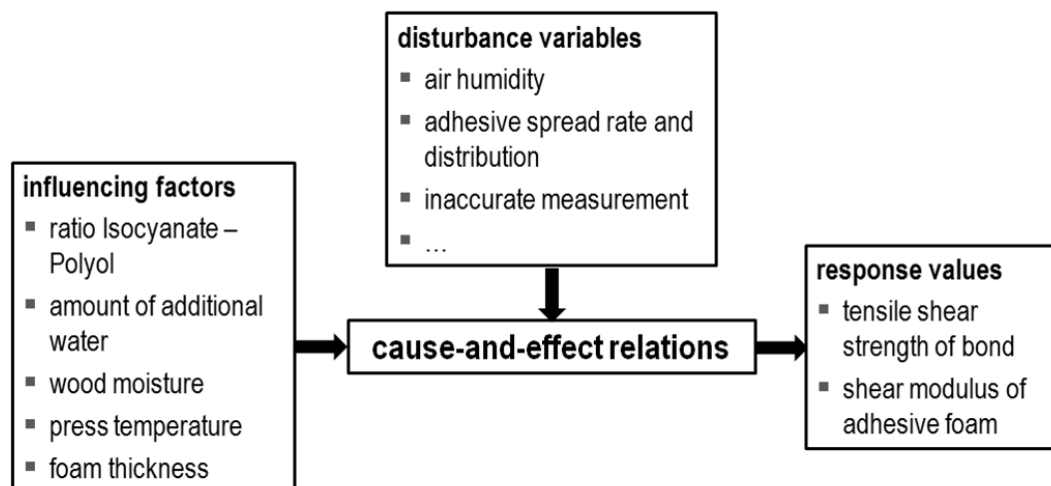 disturbance variables
▪ air humidity
▪ adhesive spread rate and
distribution
▪ inaccurate measurement
▪ …
influencing factors
▪ ratio Isocyanate –
Polyol
▪ amount of additional
water
▪ wood moisture
▪ press temperature
▪ foam thickness
cause-and-effect relations
response values
▪ tensile shear
strength of bond
▪ shear modulus of
adhesive foam